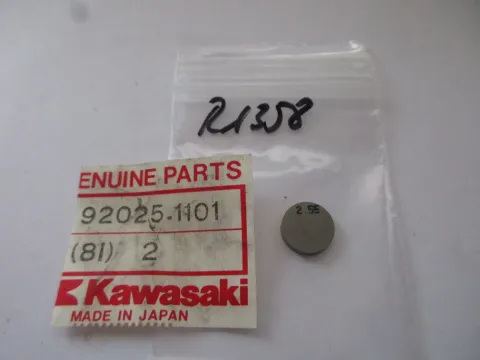 R1358
ENUINE PARTS
92025-1101
(81) 2
Kawasaki
MADE IN JAPAN
2.55